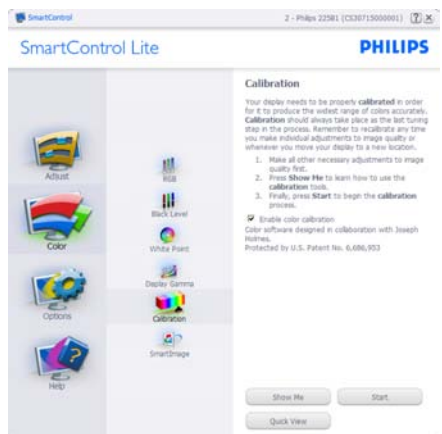 SmartControl
2 - Philips 225B1 (CS30715000001)
SmartControl Lite
PHILIPS
Adjust
Color
Options
Help
RGB
Black Level
White Point
Display Gamma
Calibration
SmartImage
Calibration
Your display needs to be properly calibrated in order
for it to produce the widest range of colors accurately.
Calibration should always take place as the last tuning
step in the process. Remember to recalibrate any time
you make individual adjustments to image quality or
whenever you move your display to a new location.
1. Make all other necessary adjustments to image
quality first.
2. Press Show Me to learn how to use the
calibration tools.
3. Finally, press Start to begin the calibration
process.
Enable color calibration
Color software designed in collaboration with Joseph
Holmes.
Protected by U.S. Patent No. 6,686,953
Show Me
Start
Quick View